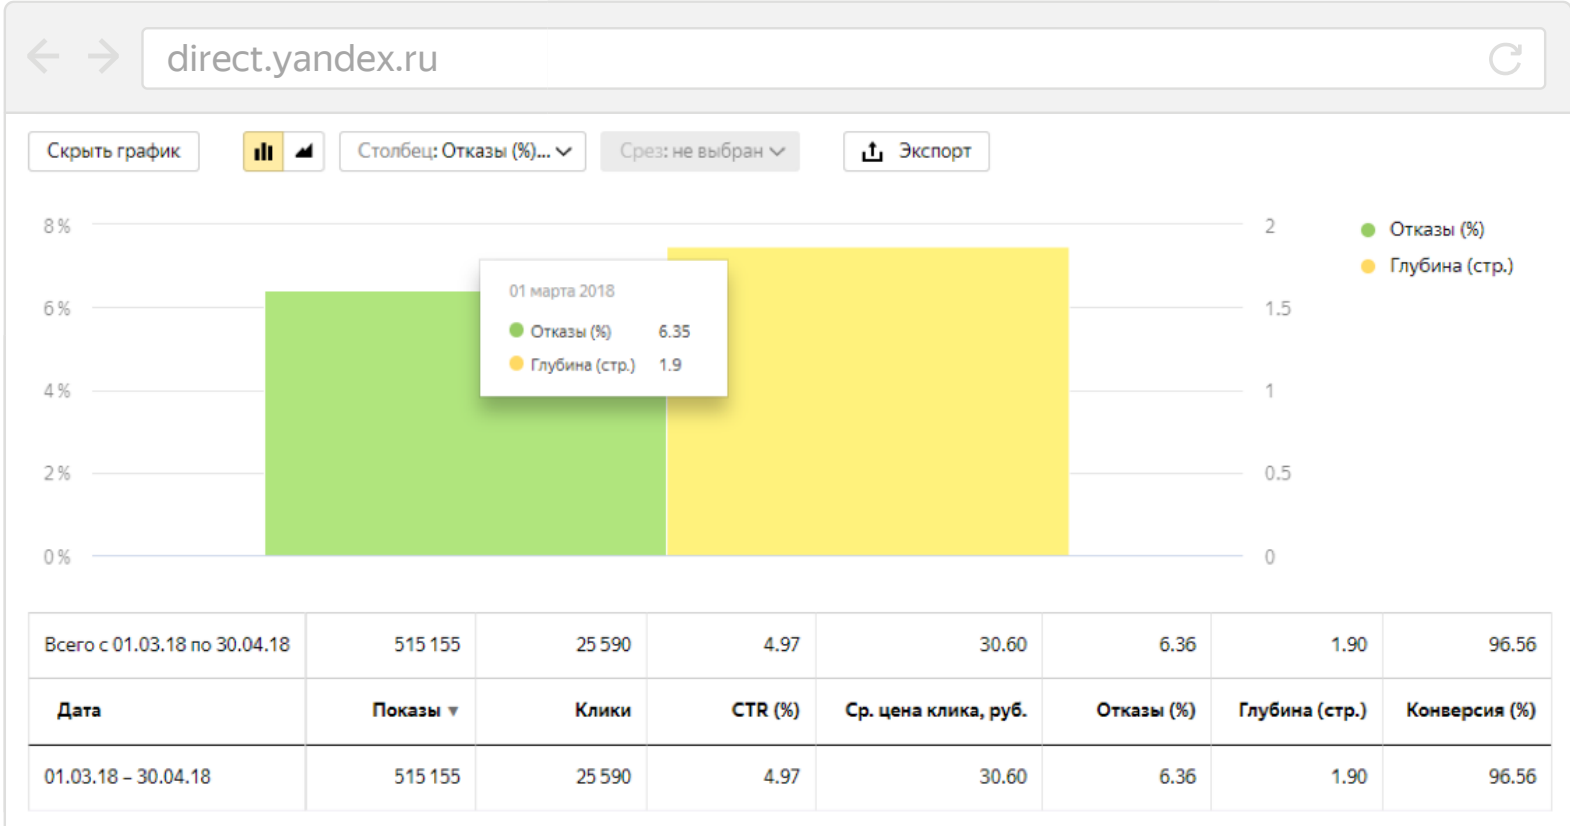 direct.yandex.ru
Скрыть график
Столбец: Отказы (%)...
Срез: не выбран
Экспорт
8 %
6 %
4 %
2 %
0 %
2
1.5
1
0.5
0
Отказы (%)
Глубина (стр.)
01 марта 2018
Отказы (%) 6.35
Глубина (стр.) 1.9
Всего с 01.03.18 по 30.04.18 515 155 25 590 4.97 30.60 6.36 1.90 96.56
Дата Показы ▼ Клики CTR (%) Ср. цена клика, руб. Отказы (%) Глубина (стр.) Конверсия (%)
01.03.18 – 30.04.18 515 155 25 590 4.97 30.60 6.36 1.90 96.56